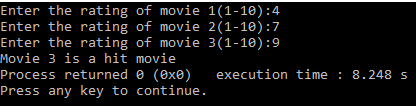 Enter the rating of movie 1(1-10):4
Enter the rating of movie 2(1-10):7
Enter the rating of movie 3(1-10):9
Movie 3 is a hit movie
Process returned 0 (0x0)   execution time : 8.248 s
Press any key to continue.